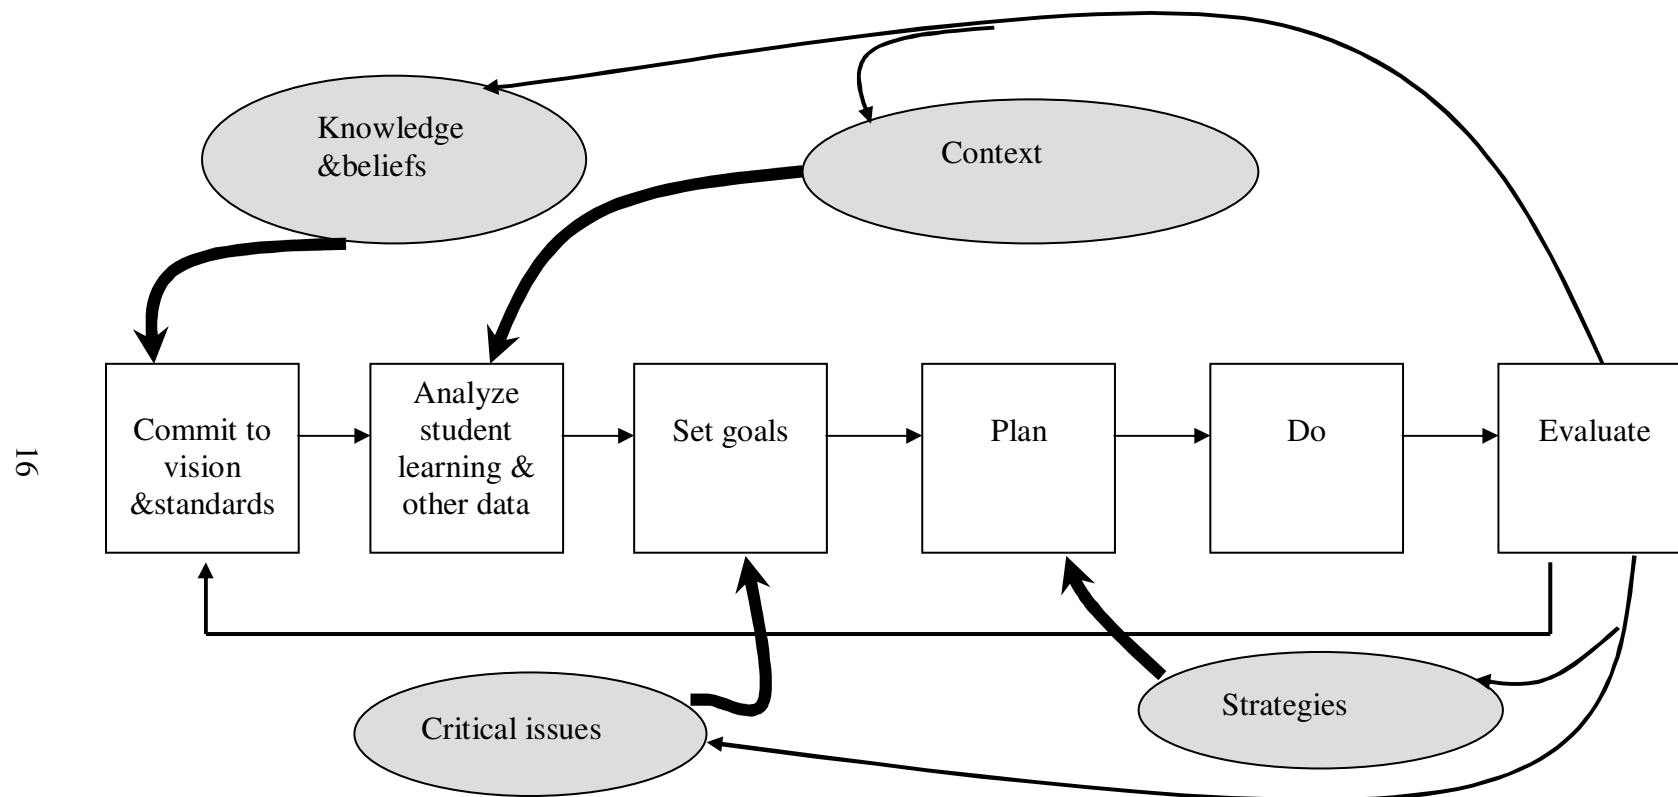 Knowledge
&beliefs
Context
Commit to
vision
&standards
Analyze
student
learning &
other data
Set goals
Plan
Do
Evaluate
16
Critical issues
Strategies